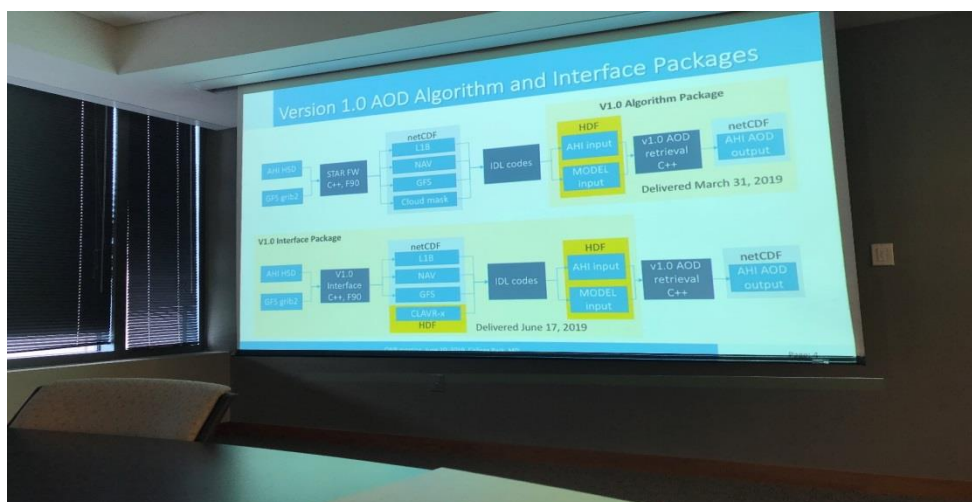 Version 1.0 AOD Algorithm and Interface Packages
V1.0 Algorithm Package
netCDF
L1B
NAV
GFS
Cloud mask
AHI HSD
GFS grib2
STAR FW
C++, F90
IDL codes
HDF
AHI input
MODEL
input
v1.0 AOD
retrieval
C++
netCDF
AHI AOD
output
Delivered March 31, 2019
V1.0 Interface Package
AHI HSD
GFS grib2
V1.0
Interface
C++, F90
netCDF
L1B
NAV
GFS
CLAVR-x
HDF
IDL codes
HDF
AHI input
MODEL
input
v1.0 AOD
retrieval
C++
netCDF
AHI AOD
output
Delivered June 17, 2019